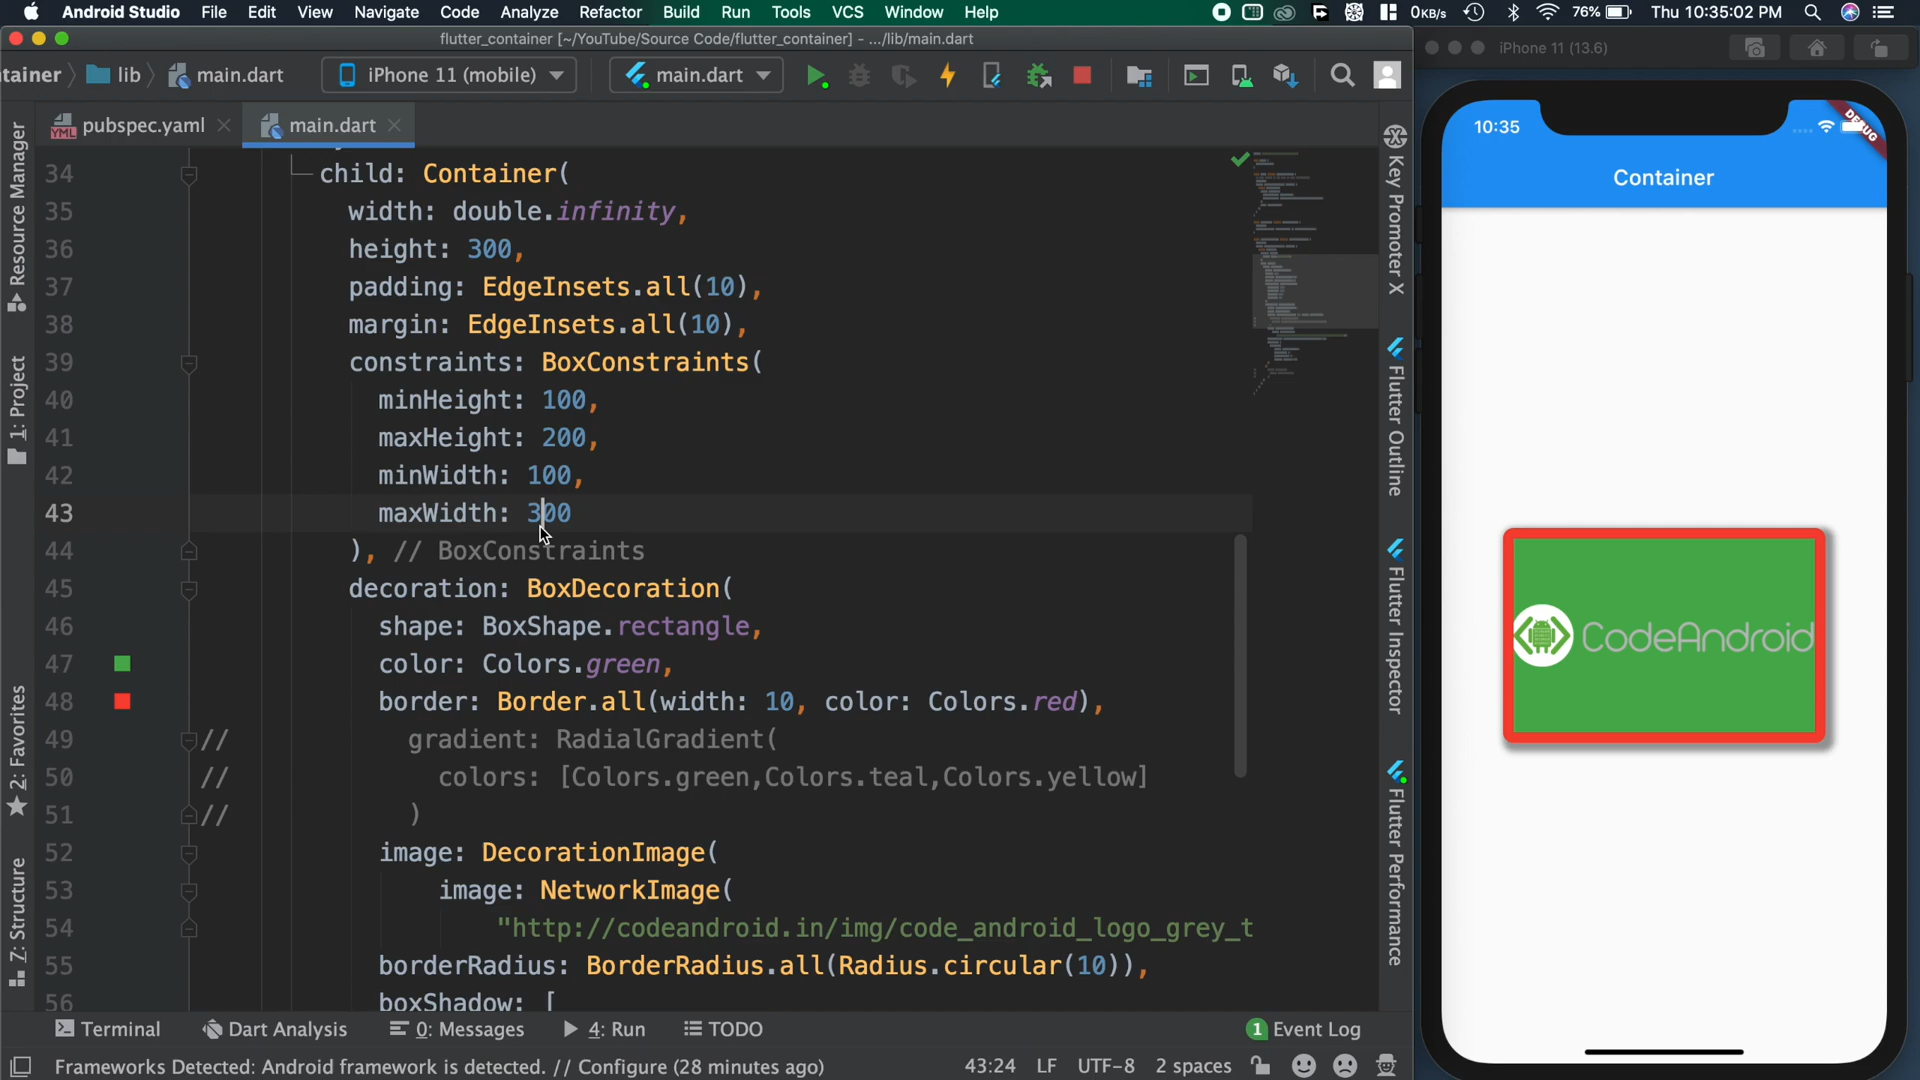 Android Studio File Edit View Navigate Code Analyze Refactor Build Run Tools VCS Window Help 0KB/s 76% Thu 10:35:02 PM
flutter_container [~/YouTube/Source Code/flutter_container] - .../lib/main.dart
iPhone 11 (13.6)
tainer lib main.dart iPhone 11 (mobile) main.dart
pubspec.yaml main.dart
34 child: Container(
35 width: double.infinity,
36 height: 300,
37 padding: EdgeInsets.all(10),
38 margin: EdgeInsets.all(10),
39 constraints: BoxConstraints(
40 minHeight: 100,
41 maxHeight: 200,
42 minWidth: 100,
43 maxWidth: 300
44 ), // BoxConstraints
45 decoration: BoxDecoration(
46 shape: BoxShape.rectangle,
47 color: Colors.green,
48 border: Border.all(width: 10, color: Colors.red),
49 // gradient: RadialGradient(
50 // colors: [Colors.green,Colors.teal,Colors.yellow]
51 // )
52 image: DecorationImage(
53 image: NetworkImage(
54 "http://codeandroid.in/img/code_android_logo_grey_t
55 borderRadius: BorderRadius.all(Radius.circular(10)),
56 boxShadow: [
Resource Manager
1: Project
2: Favorites
Z: Structure
Key Promoter X
Flutter Outline
Flutter Inspector
Flutter Performance
10:35
DEBUG
Container
CodeAndroid
Terminal Dart Analysis 0: Messages 4: Run TODO 1 Event Log
Frameworks Detected: Android framework is detected. // Configure (28 minutes ago) 43:24 LF UTF-8 2 spaces